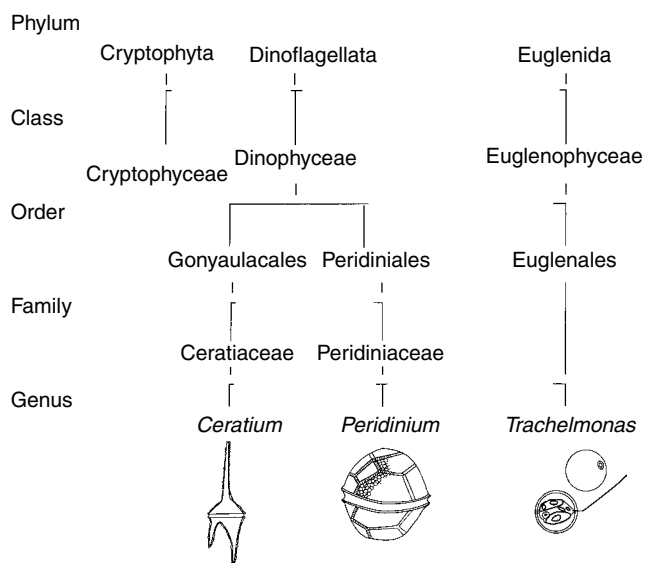 Phylum
Cryptophyta Dinoflagellata Euglenida
Class
Dinophyceae Euglenophyceae
Cryptophyceae
Order
Gonyaulacales Peridiniales Euglenales
Family
Ceratiaceae Peridiniaceae
Genus
Ceratium Peridinium Trachelmonas